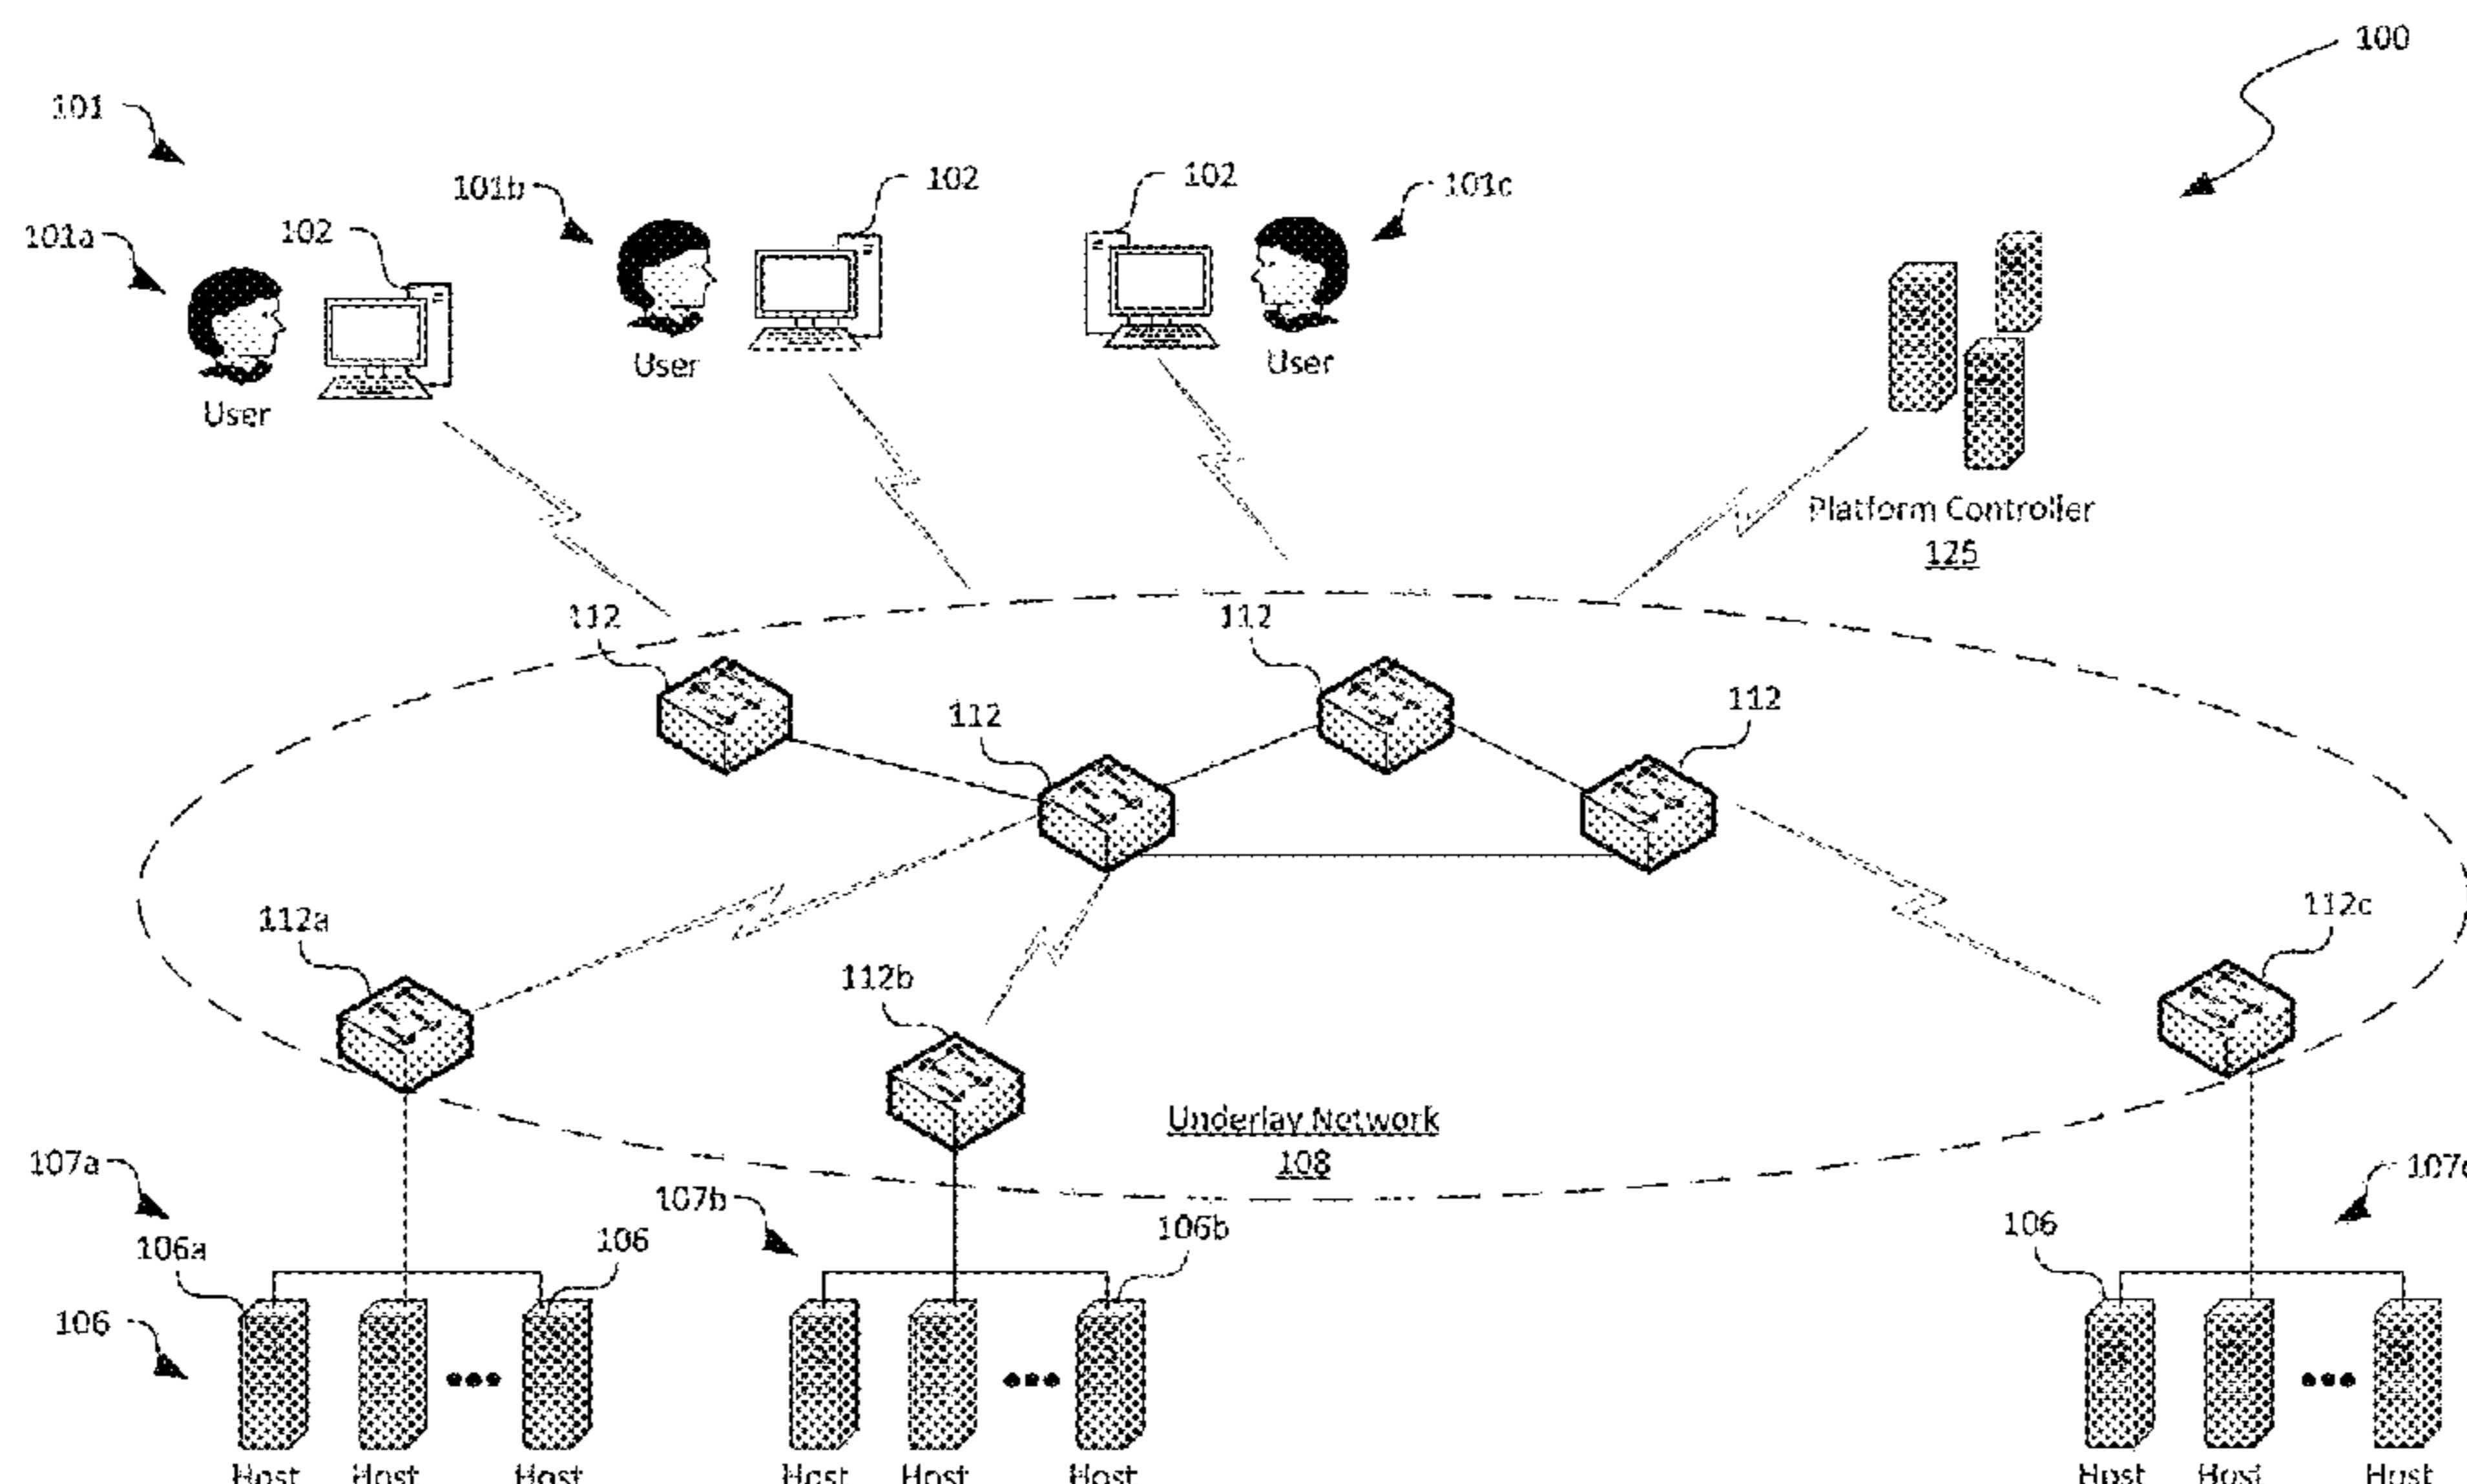 100
101
101b
102
102
101c
101a
102
User
User
User
Platform Controller
125
112
112
112
112
112a
112c
112b
Underlay Network
108
107a
107b
106a
106
106b
106
106
Host
Host
Host
Host
Host
Host
Host
Host
Host